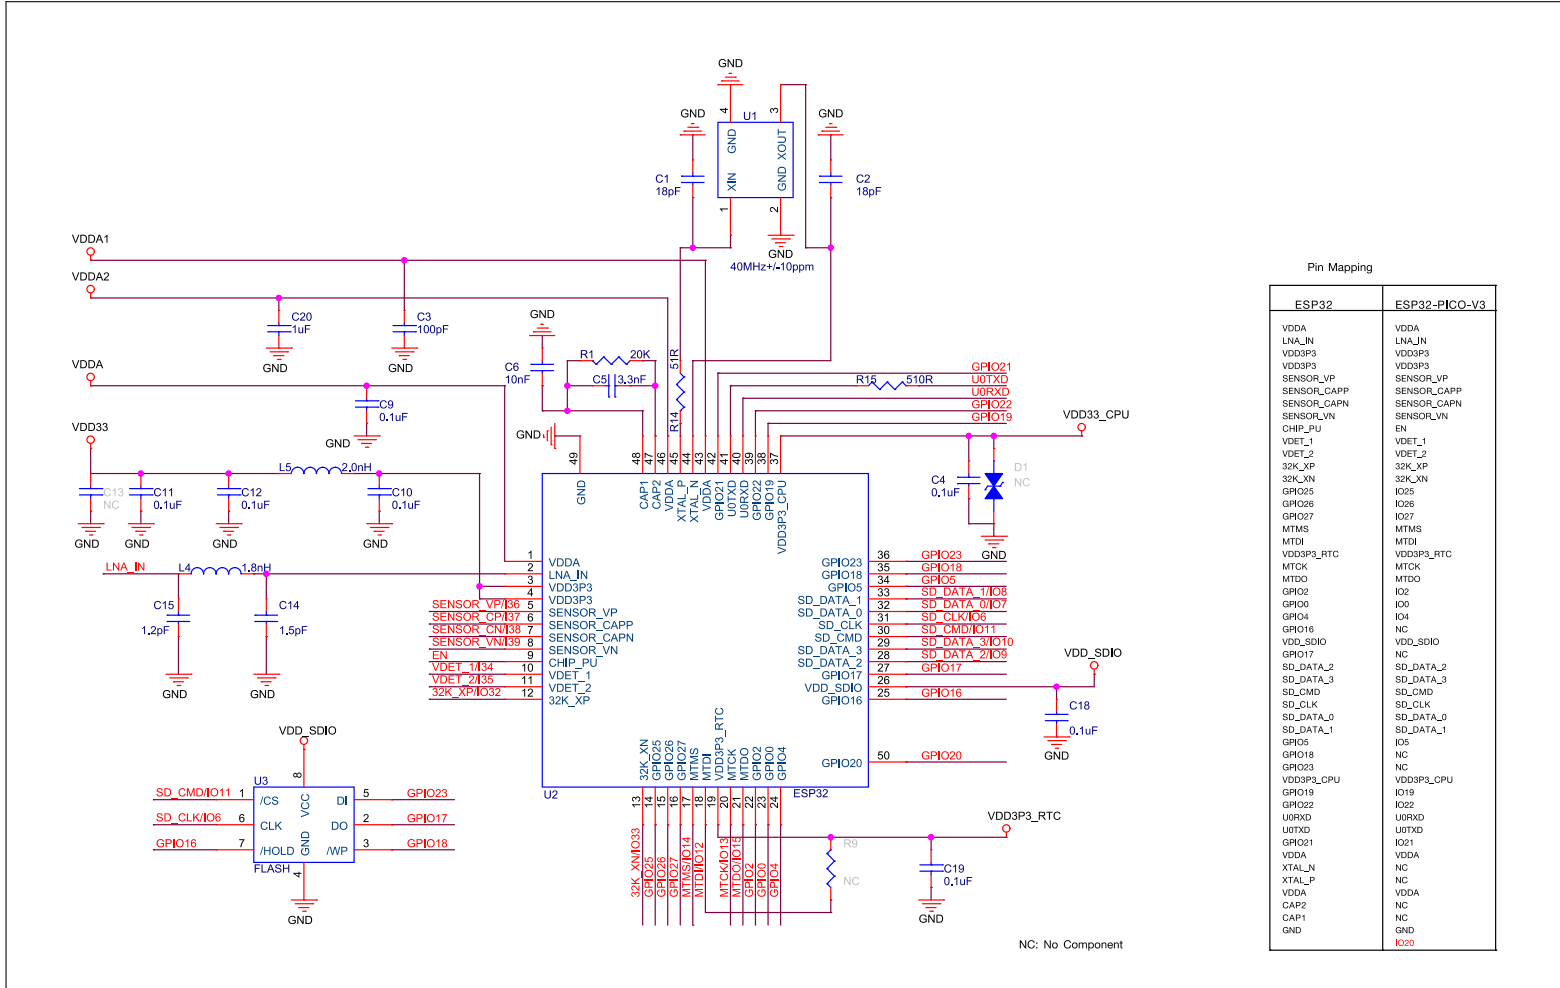 GND
GND
GND
4
3
U1
GND
XOUT
XIN
GND
C1
18pF
C2
18pF
1
2
GND
40MHz+/-10ppm
VDDA1
VDDA2
C20
1uF
GND
C3
100pF
GND
VDDA
C9
0.1uF
GND
VDD33
C13
NC
GND
C11
0.1uF
GND
C12
0.1uF
GND
L5
2.0nH
C10
0.1uF
GND
LNA_IN
L4
1.8nH
C15
1.2pF
GND
C14
1.5pF
GND
GND
C6
10nF
R1
20K
C5
3.3nF
51R
R14
GND
R15
510R
GPIO21
U0TXD
U0RXD
GPIO22
GPIO19
VDD33_CPU
C4
0.1uF
D1
NC
GND
49
48
47
46
45
44
43
42
41
40
39
38
37
GND
CAP1
CAP2
VDDA
XTAL_P
XTAL_N
VDDA
GPIO21
U0TXD
U0RXD
GPIO22
GPIO19
VDD3P3_CPU
1 VDDA
2 LNA_IN
3 VDD3P3
4 VDD3P3
SENSOR_VP/I36 5 SENSOR_VP
SENSOR_CP/I37 6 SENSOR_CAPP
SENSOR_CN/I38 7 SENSOR_CAPN
SENSOR_VN/I39 8 SENSOR_VN
EN 9 CHIP_PU
VDET_1/I34 10 VDET_1
VDET_2/I35 11 VDET_2
32K_XP/IO32 12 32K_XP
GPIO23 36 GPIO23
GPIO18 35 GPIO18
GPIO5 34 GPIO5
SD_DATA_1 33 SD_DATA_1/IO8
SD_DATA_0 32 SD_DATA_0/IO7
SD_CLK 31 SD_CLK/IO6
SD_CMD 30 SD_CMD/IO11
SD_DATA_3 29 SD_DATA_3/IO10
SD_DATA_2 28 SD_DATA_2/IO9
GPIO17 27 GPIO17
VDD_SDIO 26
GPIO16 25 GPIO16
GPIO20 50 GPIO20
VDD_SDIO
C18
0.1uF
GND
32K_XN
GPIO25
GPIO26
GPIO27
MTMS
MTDI
VDD3P3_RTC
MTCK
MTDO
GPIO2
GPIO0
GPIO4
U2
ESP32
13
14
15
16
17
18
19
20
21
22
23
24
32K_XN/IO33
GPIO25
GPIO26
GPIO27
MTMS/IO14
MTDI/IO12
MTCK/IO13
MTDO/IO15
GPIO2
GPIO0
GPIO4
VDD3P3_RTC
R9
NC
C19
0.1uF
GND
VDD_SDIO
8
U3
SD_CMD/IO11 1 /CS
SD_CLK/IO6 6 CLK
GPIO16 7 /HOLD
VCC
GND
DI 5 GPIO23
DO 2 GPIO17
/WP 3 GPIO18
FLASH
4
GND
NC: No Component
Pin Mapping
ESP32 ESP32-PICO-V3
VDDA VDDA
LNA_IN LNA_IN
VDD3P3 VDD3P3
VDD3P3 VDD3P3
SENSOR_VP SENSOR_VP
SENSOR_CAPP SENSOR_CAPP
SENSOR_CAPN SENSOR_CAPN
SENSOR_VN SENSOR_VN
CHIP_PU EN
VDET_1 VDET_1
VDET_2 VDET_2
32K_XP 32K_XP
32K_XN 32K_XN
GPIO25 IO25
GPIO26 IO26
GPIO27 IO27
MTMS MTMS
MTDI MTDI
VDD3P3_RTC VDD3P3_RTC
MTCK MTCK
MTDO MTDO
GPIO2 IO2
GPIO0 IO0
GPIO4 IO4
GPIO16 NC
VDD_SDIO VDD_SDIO
GPIO17 NC
SD_DATA_2 SD_DATA_2
SD_DATA_3 SD_DATA_3
SD_CMD SD_CMD
SD_CLK SD_CLK
SD_DATA_0 SD_DATA_0
SD_DATA_1 SD_DATA_1
GPIO5 IO5
GPIO18 NC
GPIO23 NC
VDD3P3_CPU VDD3P3_CPU
GPIO19 IO19
GPIO22 IO22
U0RXD U0RXD
U0TXD U0TXD
GPIO21 IO21
VDDA VDDA
XTAL_N NC
XTAL_P NC
VDDA VDDA
CAP2 NC
CAP1 NC
GND GND
IO20